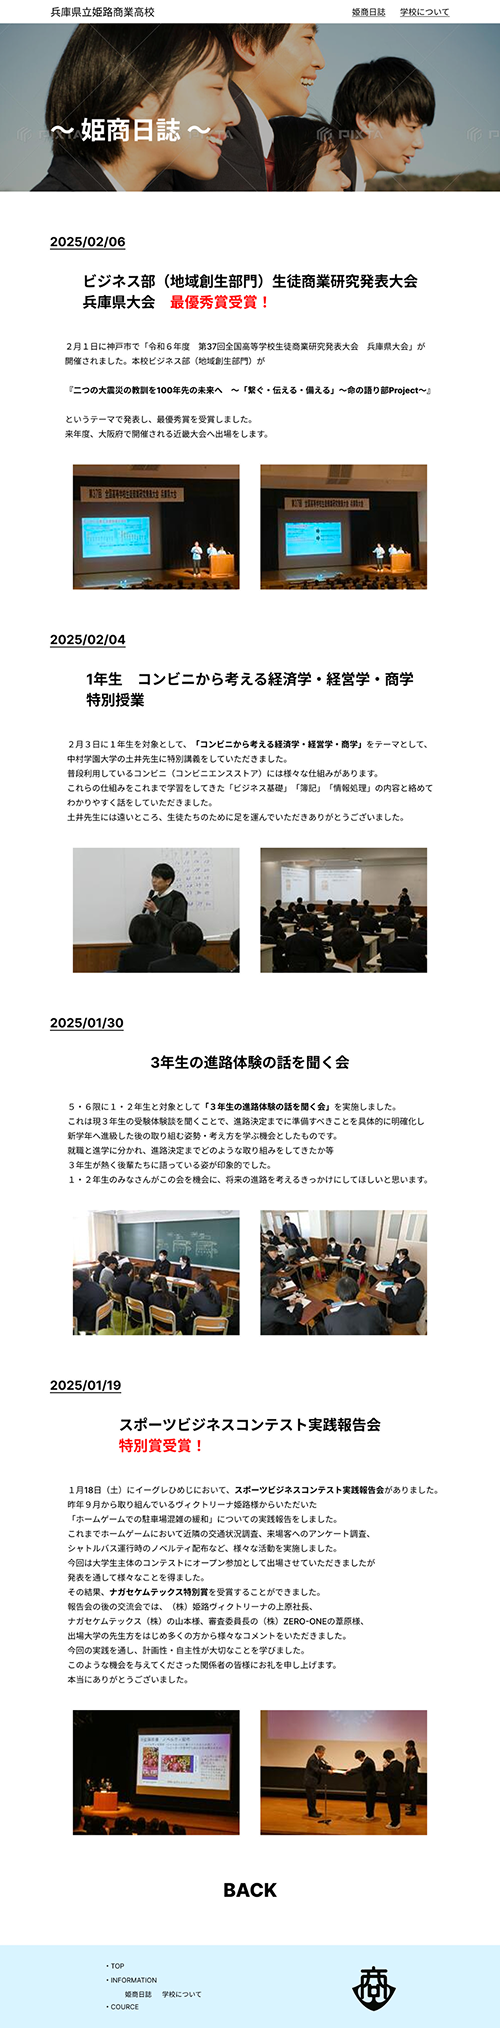 兵庫県立姫路商業高校
姫商日誌 学校について
～ 姫商日誌 ～
PIXTA
PIXTA
PIXTA
PIXTA
2025/02/06
ビジネス部（地域創生部門）生徒商業研究発表大会
兵庫県大会　最優秀賞受賞！
２月１日に神戸市で「令和６年度　第37回全国高等学校生徒商業研究発表大会　兵庫県大会」が
開催されました。本校ビジネス部（地域創生部門）が
『二つの大震災の教訓を100年先の未来へ　～「繋ぐ・伝える・備える」～命の語り部Project～』
というテーマで発表し、最優秀賞を受賞しました。
来年度、大阪府で開催される近畿大会へ出場をします。
第37回　全国高等学校生徒商業研究発表大会 兵庫県大会
2025/02/04
1年生　コンビニから考える経済学・経営学・商学
特別授業
２月３日に１年生を対象として、「コンビニから考える経済学・経営学・商学」をテーマとして、
中村学園大学の土井先生に特別講義をしていただきました。
普段利用しているコンビニ（コンビニエンスストア）には様々な仕組みがあります。
これらの仕組みをこれまで学習をしてきた「ビジネス基礎」「簿記」「情報処理」の内容と絡めて
わかりやすく話をしていただきました。
土井先生には遠いところ、生徒たちのために足を運んでいただきありがとうございました。
2025/01/30
3年生の進路体験の話を聞く会
５・６限に１・２年生と対象として「３年生の進路体験の話を聞く会」を実施しました。
これは現３年生の受験体験談を聞くことで、進路決定までに準備すべきことを具体的に明確化し
新学年へ進級した後の取り組む姿勢・考え方を学ぶ機会としたものです。
就職と進学に分かれ、進路決定までどのような取り組みをしてきたか等
３年生が熱く後輩たちに語っている姿が印象的でした。
１・２年生のみなさんがこの会を機会に、将来の進路を考えるきっかけにしてほしいと思います。
2025/01/19
スポーツビジネスコンテスト実践報告会
特別賞受賞！
１月18日（土）にイーグレひめじにおいて、スポーツビジネスコンテスト実践報告会がありました。
昨年９月から取り組んでいるヴィクトリーナ姫路様からいただいた
「ホームゲームでの駐車場混雑の緩和」についての実践報告をしました。
これまでホームゲームにおいて近隣の交通状況調査、来場客へのアンケート調査、
シャトルバス運行時のノベルティ配布など、様々な活動を実施しました。
今回は大学生主体のコンテストにオープン参加として出場させていただきましたが
発表を通して様々なことを得ました。
その結果、ナガセケムテックス特別賞を受賞することができました。
報告会の後の交流会では、（株）姫路ヴィクトリーナの上原社長、
ナガセケムテックス（株）の山本様、審査委員長の（株）ZERO-ONEの葦原様、
出場大学の先生方をはじめ多くの方から様々なコメントをいただきました。
今回の実践を通し、計画性・自主性が大切なことを学びました。
このような機会を与えてくださった関係者の皆様にお礼を申し上げます。
本当にありがとうございました。
BACK
・TOP
・INFORMATION
姫商日誌 学校について
・COURCE
商